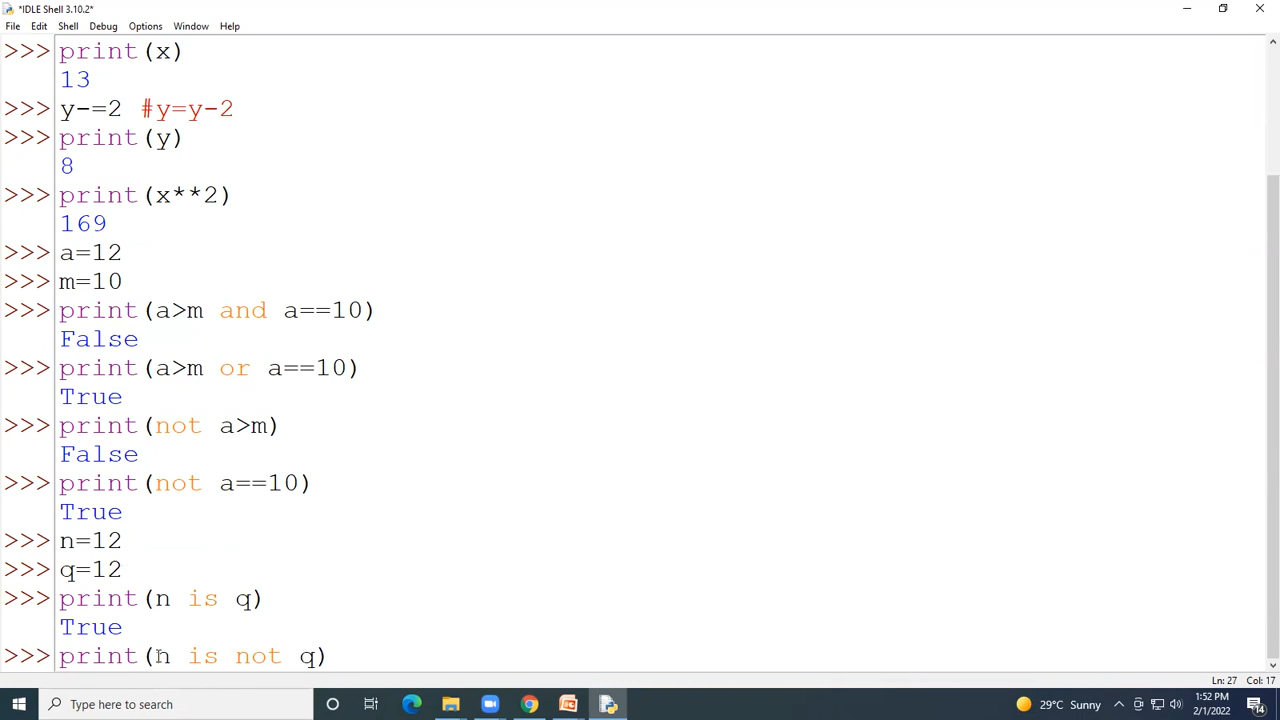 *IDLE Shell 3.10.2*
File Edit Shell Debug Options Window Help
>>> print(x)
13
>>> y-=2 #y=y-2
>>> print(y)
8
>>> print(x**2)
169
>>> a=12
>>> m=10
>>> print(a>m and a==10)
False
>>> print(a>m or a==10)
True
>>> print(not a>m)
False
>>> print(not a==10)
True
>>> n=12
>>> q=12
>>> print(n is q)
True
>>> print(n is not q)
Ln: 27 Col: 17
Type here to search
29°C Sunny
1:52 PM
2/1/2022
14